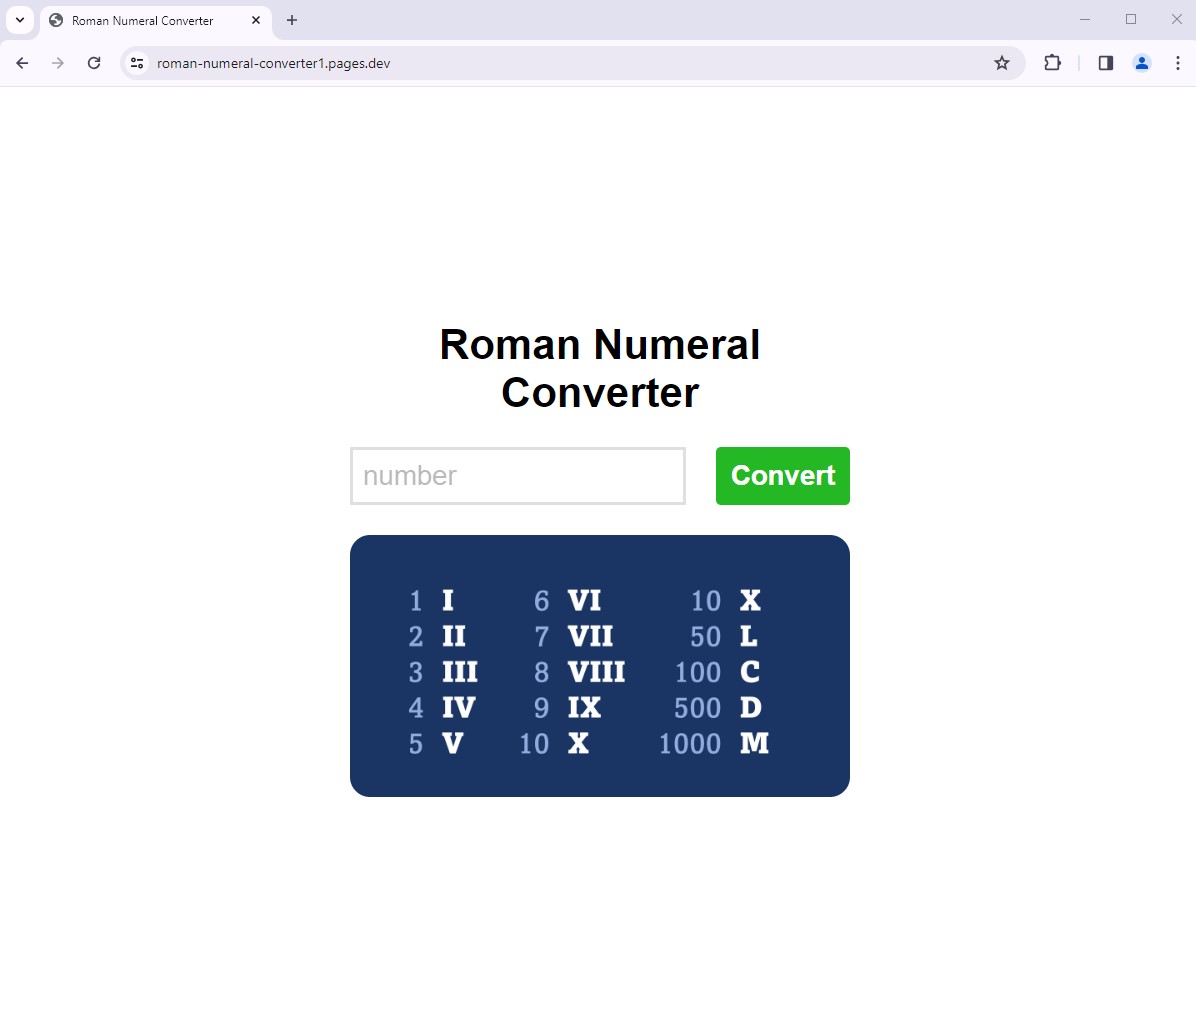 Roman Numeral Converter
roman-numeral-converter1.pages.dev
Roman Numeral
Converter
number
Convert
1 I 6 VI 10 X
2 II 7 VII 50 L
3 III 8 VIII 100 C
4 IV 9 IX 500 D
5 V 10 X 1000 M